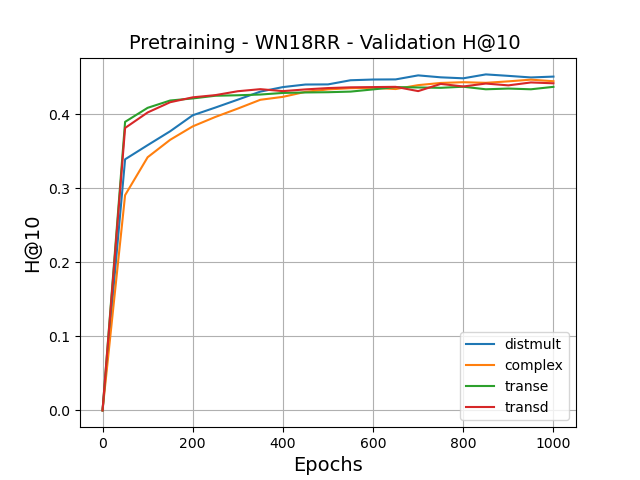 Pretraining - WN18RR - Validation H@10
H@10
0.4
0.3
0.2
0.1
0.0
distmult
complex
transe
transd
0
200
400
600
800
1000
Epochs